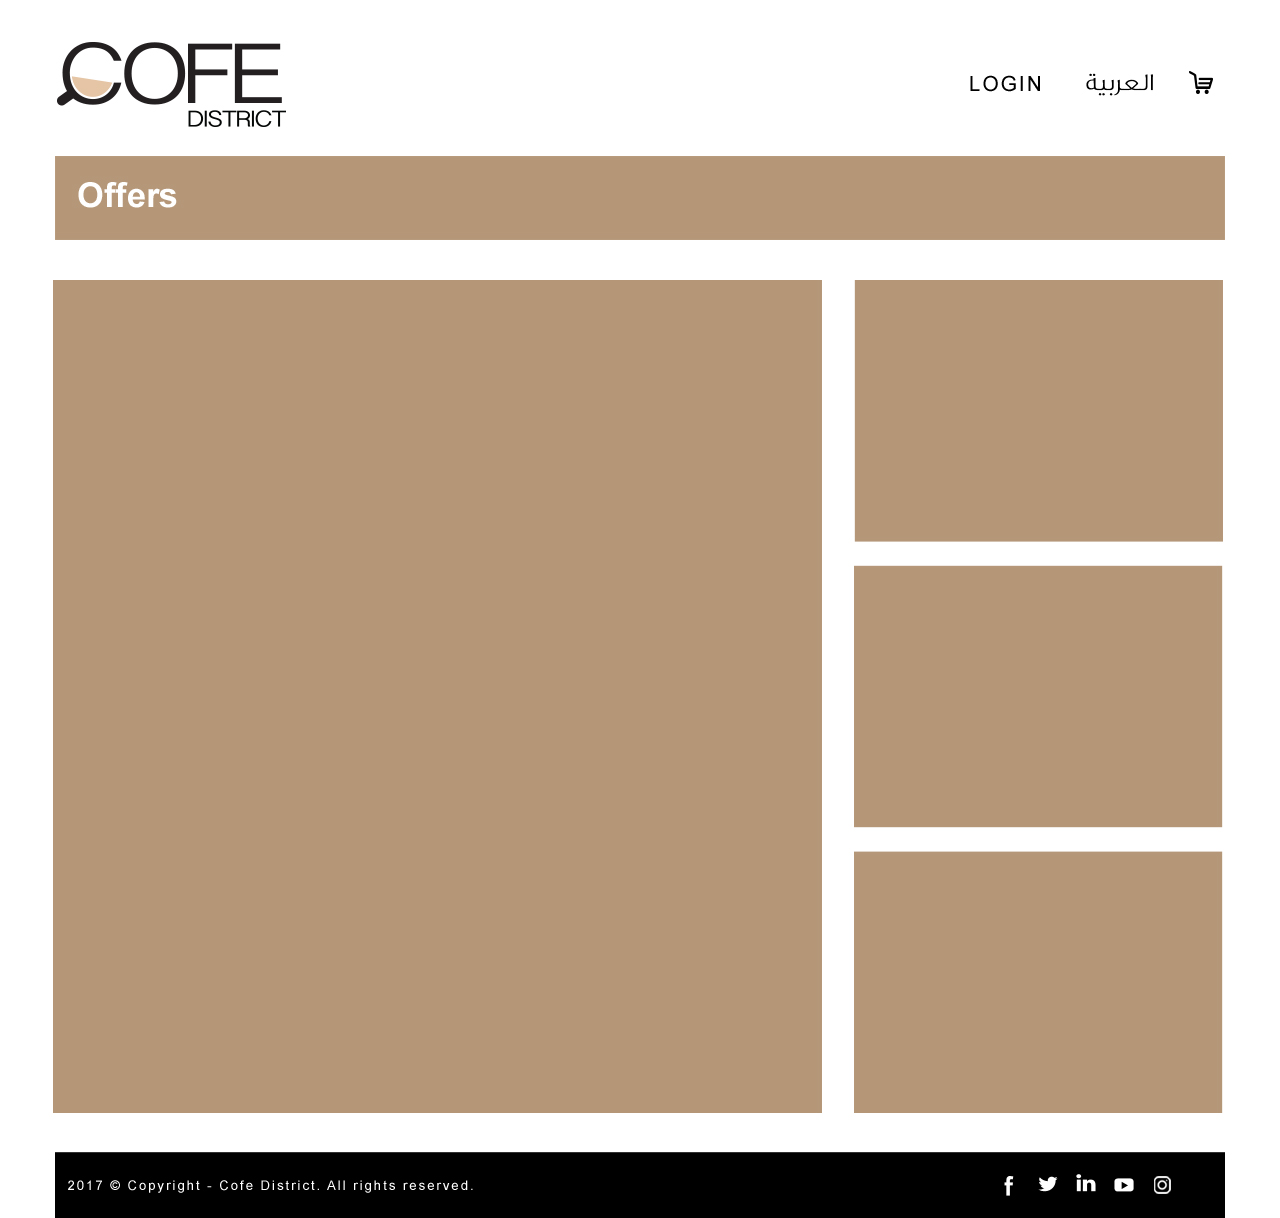 COFE
DISTRICT
LOGIN العربية
Offers
2017 © Copyright - Cofe District. All rights reserved.